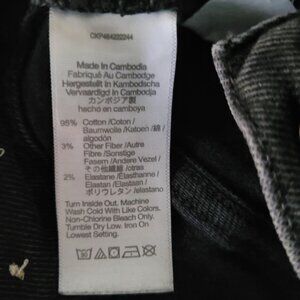 CKP464222244
Made In Cambodia
Fabriqué Au Cambodge
Hergestellt in Kambodscha
Vervaardigd In Cambodja
カンボジア製
hecho en camboya
95% Cotton /Coton /
Baumwolle /Katoen /綿 /
algodón
3% Other Fiber /Autre
Fibre /Sonstige
Fasern /Andere Vezel /
その他繊維 /otras
2% Elastane /Élasthanne /
Elastan /Elastaan /
ポリウレタン /elastano
Turn Inside Out. Machine
Wash Cold With Like Colors.
Non-Chlorine Bleach Only.
Tumble Dry Low. Iron On
Lowest Setting.